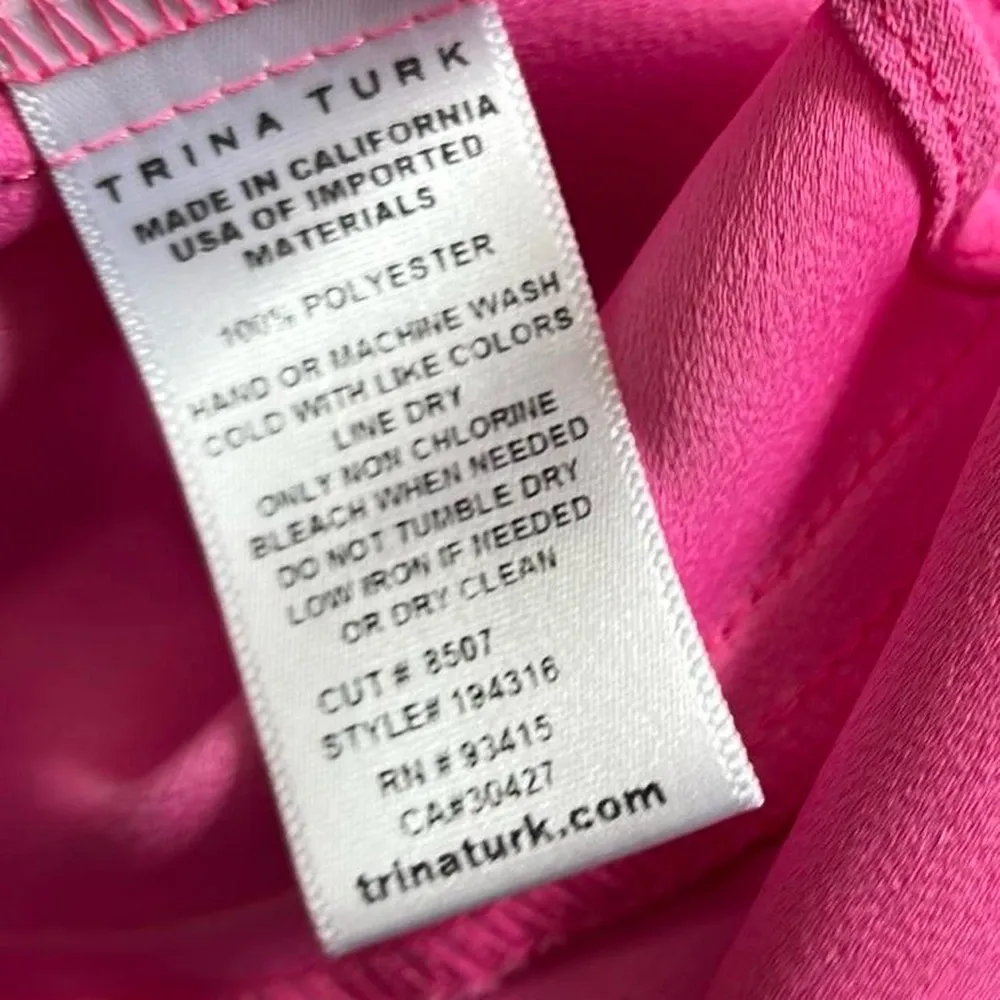 TRINA TURK
MADE IN CALIFORNIA
USA OF IMPORTED
MATERIALS
100% POLYESTER
HAND OR MACHINE WASH
COLD WITH LIKE COLORS
LINE DRY
ONLY NON CHLORINE
BLEACH WHEN NEEDED
DO NOT TUMBLE DRY
LOW IRON IF NEEDED
OR DRY CLEAN
CUT # 8507
STYLE# 194316
RN # 93415
CA#30427
trinaturk.com